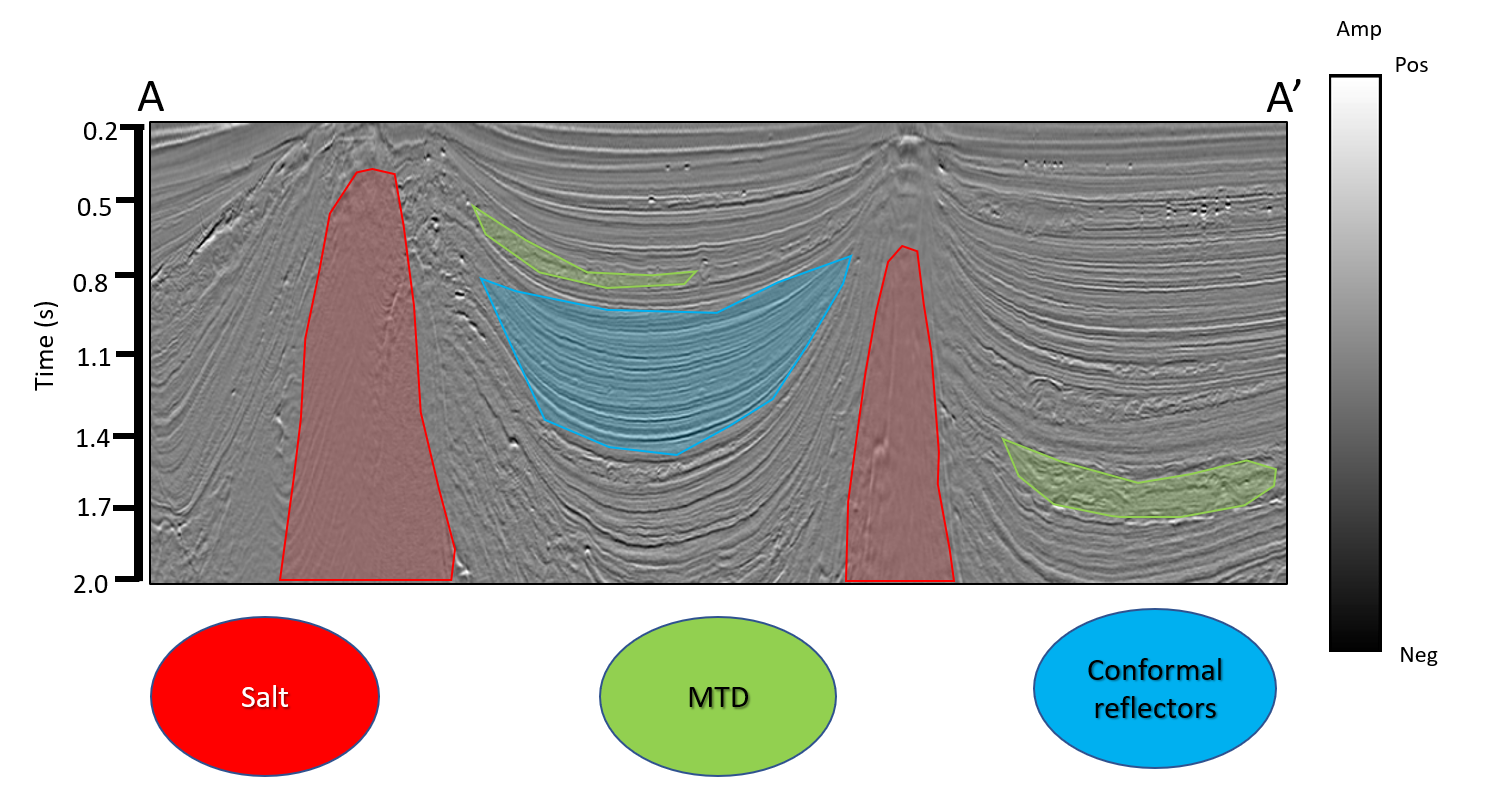 Amp
Pos
A
A’
0.2
0.5
0.8
1.1
1.4
1.7
2.0
Time (s)
Neg
Salt
MTD
Conformal
reflectors